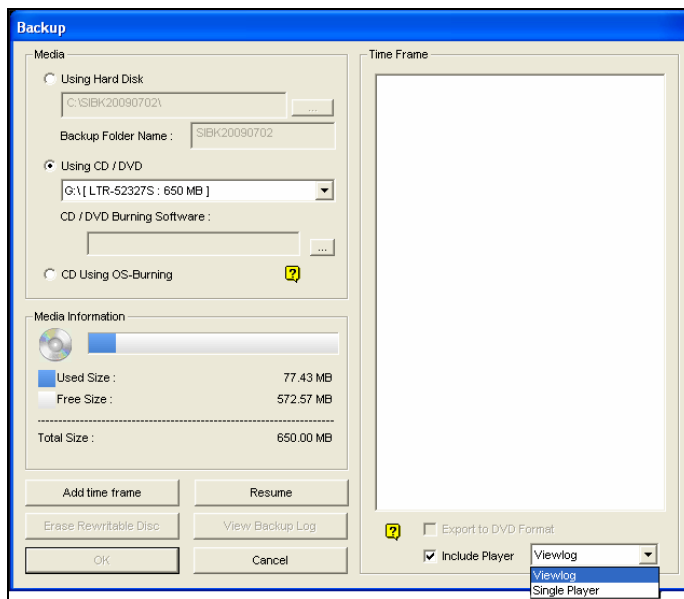 Backup
Media
Using Hard Disk
C:\SIBK20090702\
...
Backup Folder Name : SIBK20090702
Using CD / DVD
G:\ [ LTR-52327S : 650 MB ]
CD / DVD Burning Software :
...
CD Using OS-Burning
?
Media Information
Used Size : 77.43 MB
Free Size : 572.57 MB
Total Size : 650.00 MB
Add time frame
Resume
Erase Rewritable Disc
View Backup Log
OK
Cancel
Time Frame
?
Export to DVD Format
Include Player
Viewlog
Viewlog
Single Player